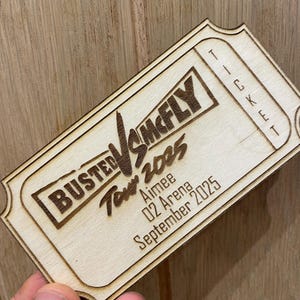 BUSTED VS McFLY
Tour 2025
Aimee
O2 Arena
September 2025
TICKET